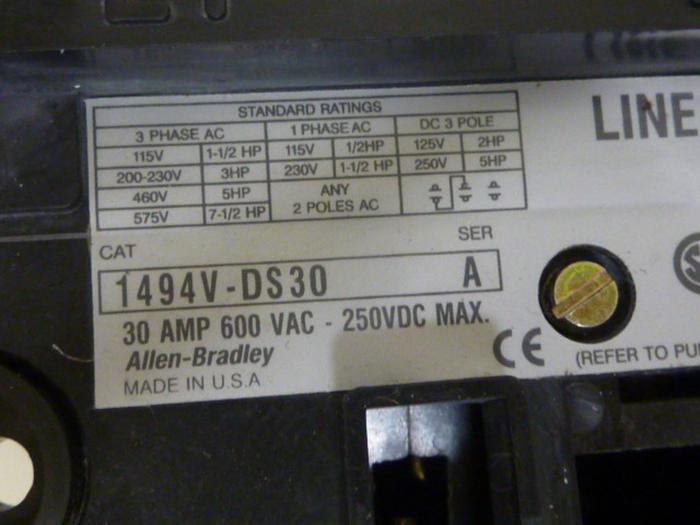 STANDARD RATINGS
3 PHASE AC 1 PHASE AC DC 3 POLE
115V 1-1/2 HP 115V 1/2HP 125V 2HP
200-230V 3HP 230V 1-1/2 HP 250V 5HP
460V 5HP ANY
575V 7-1/2 HP 2 POLES AC
LINE
CAT SER
1494V-DS30 A
30 AMP 600 VAC - 250VDC MAX.
Allen-Bradley CE
MADE IN U.S.A (REFER TO PU